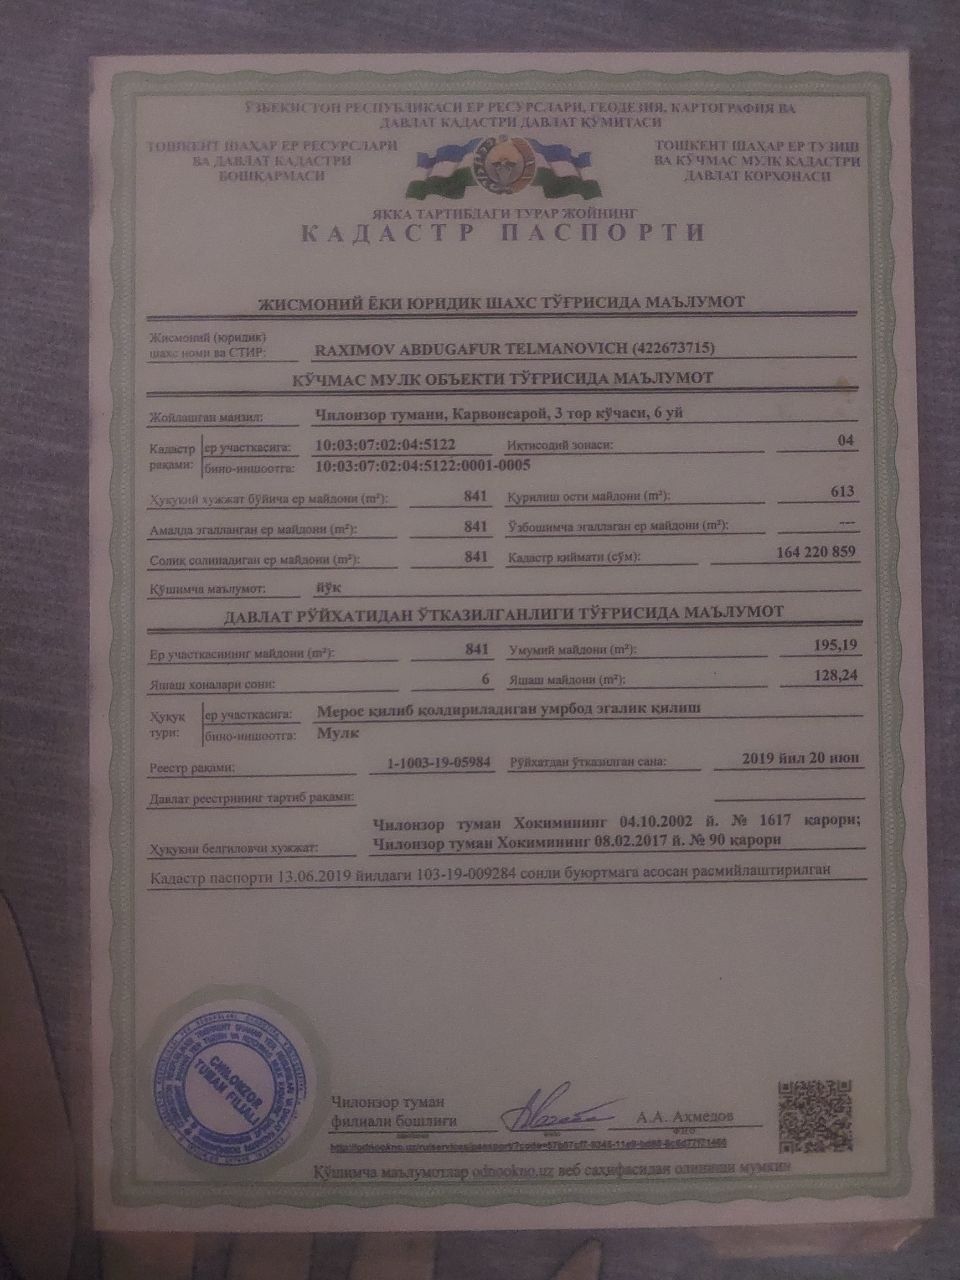 ЎЗБЕКИСТОН РЕСПУБЛИКАСИ ЕР РЕСУРСЛАРИ, ГЕОДЕЗИЯ, КАРТОГРАФИЯ ВА
ДАВЛАТ КАДАСТРИ ДАВЛАТ ҚЎМИТАСИ
ТОШКЕНТ ШАҲАР ЕР РЕСУРСЛАРИ
ВА ДАВЛАТ КАДАСТРИ
БОШҚАРМАСИ
ТОШКЕНТ ШАҲАР ЕР ТУЗИШ
ВА КЎЧМАС МУЛК КАДАСТРИ
ДАВЛАТ КОРХОНАСИ
ЯККА ТАРТИБДАГИ ТУРАР ЖОЙНИНГ
КАДАСТР ПАСПОРТИ
ЖИСМОНИЙ ЁКИ ЮРИДИК ШАХС ТЎҒРИСИДА МАЪЛУМОТ
Жисмоний (юридик)
шахс номи ва СТИР: RAXIMOV ABDUGAFUR TELMANOVICH (422673715)
КЎЧМАС МУЛК ОБЪЕКТИ ТЎҒРИСИДА МАЪЛУМОТ
Жойлашган манзил: Чилонзор тумани, Карвонсарой, 3 тор кўчаси, 6 уй
Кадастр рақами: ер участкасига: 10:03:07:02:04:5122 Иқтисодий зонаси: 04
бино-иншоотга: 10:03:07:02:04:5122:0001-0005
Ҳуқуқий ҳужжат бўйича ер майдони (m²): 841 Қурилиш ости майдони (m²): 613
Амалда эгалланган ер майдони (m²): 841 Ўзбошимча эгаллаган ер майдони (m²): ---
Солиқ солинадиган ер майдони (m²): 841 Кадастр қиймати (сўм): 164 220 859
Қўшимча маълумот: йўқ
ДАВЛАТ РЎЙХАТИДАН ЎТКАЗИЛГАНЛИГИ ТЎҒРИСИДА МАЪЛУМОТ
Ер участкасининг майдони (m²): 841 Умумий майдони (m²): 195,19
Яшаш хоналари сони: 6 Яшаш майдони (m²): 128,24
Ҳуқуқ тури: ер участкасига: Мерос қилиб қолдириладиган умрбод эгалик қилиш
бино-иншоотга: Мулк
Реестр рақами: 1-1003-19-05984 Рўйхатдан ўтказилган сана: 2019 йил 20 июн
Давлат реестрининг тартиб рақами:
Чилонзор туман Хокимининг 04.10.2002 й. № 1617 қарори;
Ҳуқуқни белгиловчи ҳужжат: Чилонзор туман Хокимининг 08.02.2017 й. № 90 қарори
Кадастр паспорти 13.06.2019 йилдаги 103-19-009284 сонли буюртмага асосан расмийлаштирилган
CHILONZOR
TUMAN FILIALI
Чилонзор туман
филиали бошлиғи А.А. Ахмедов
Қўшимча маълумотлар odnookno.uz веб саҳифасидан олиниши мумкин